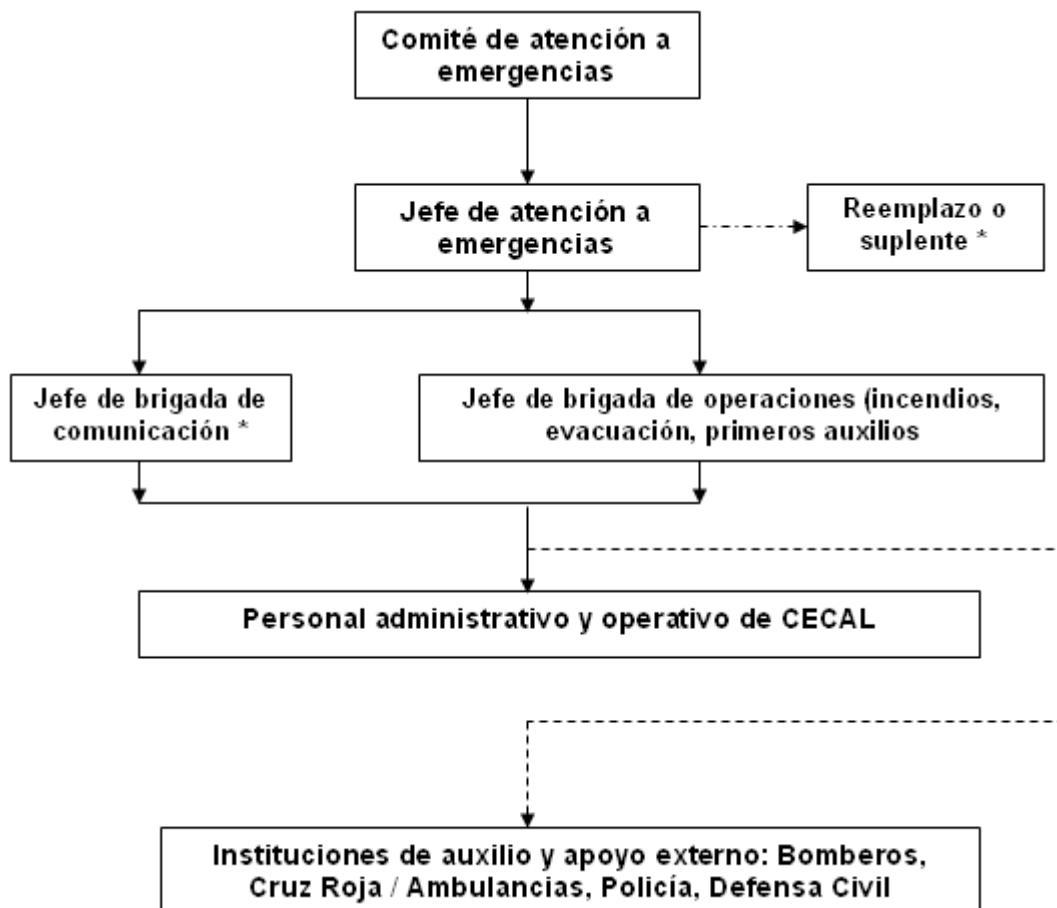 Comité de atención a
emergencias
Jefe de atención a
emergencias
Reemplazo o
suplente *
Jefe de brigada de
comunicación *
Jefe de brigada de operaciones (incendios,
evacuación, primeros auxilios
Personal administrativo y operativo de CECAL
Instituciones de auxilio y apoyo externo: Bomberos,
Cruz Roja / Ambulancias, Policía, Defensa Civil